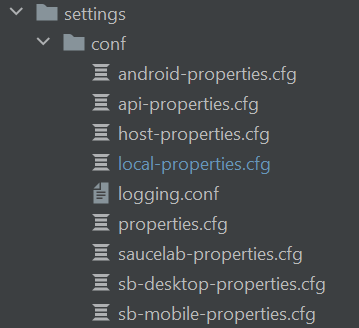 settings
conf
android-properties.cfg
api-properties.cfg
host-properties.cfg
local-properties.cfg
logging.conf
properties.cfg
saucelab-properties.cfg
sb-desktop-properties.cfg
sb-mobile-properties.cfg